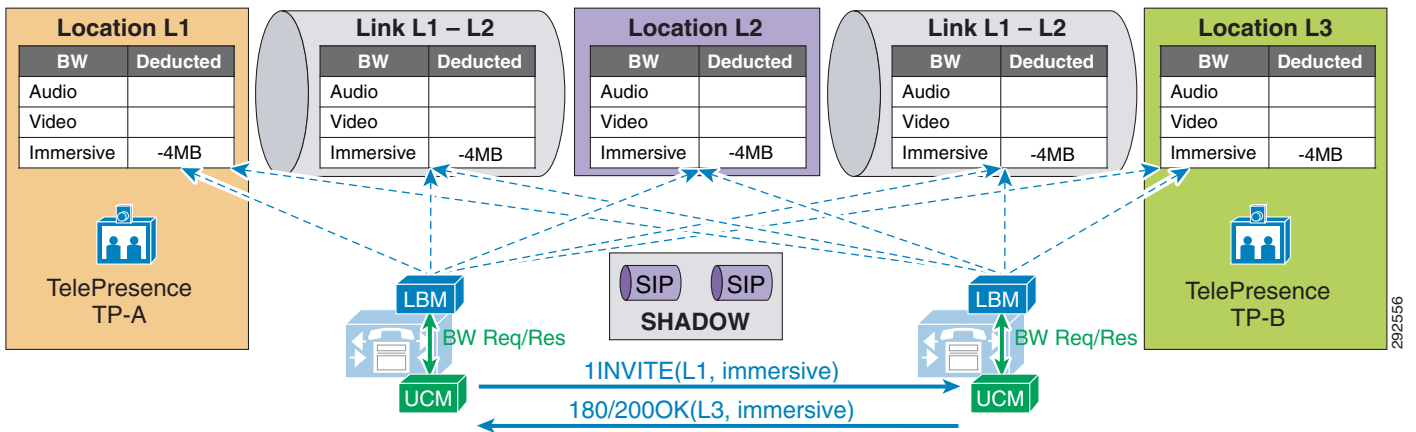 Location L1
BW Deducted
Audio
Video
Immersive -4MB
TelePresence
TP-A
Link L1 – L2
BW Deducted
Audio
Video
Immersive -4MB
Location L2
BW Deducted
Audio
Video
Immersive -4MB
Link L1 – L2
BW Deducted
Audio
Video
Immersive -4MB
Location L3
BW Deducted
Audio
Video
Immersive -4MB
TelePresence
TP-B
LBM
BW Req/Res
UCM
SIP SIP
SHADOW
LBM
BW Req/Res
UCM
1INVITE(L1, immersive)
180/200OK(L3, immersive)
292556